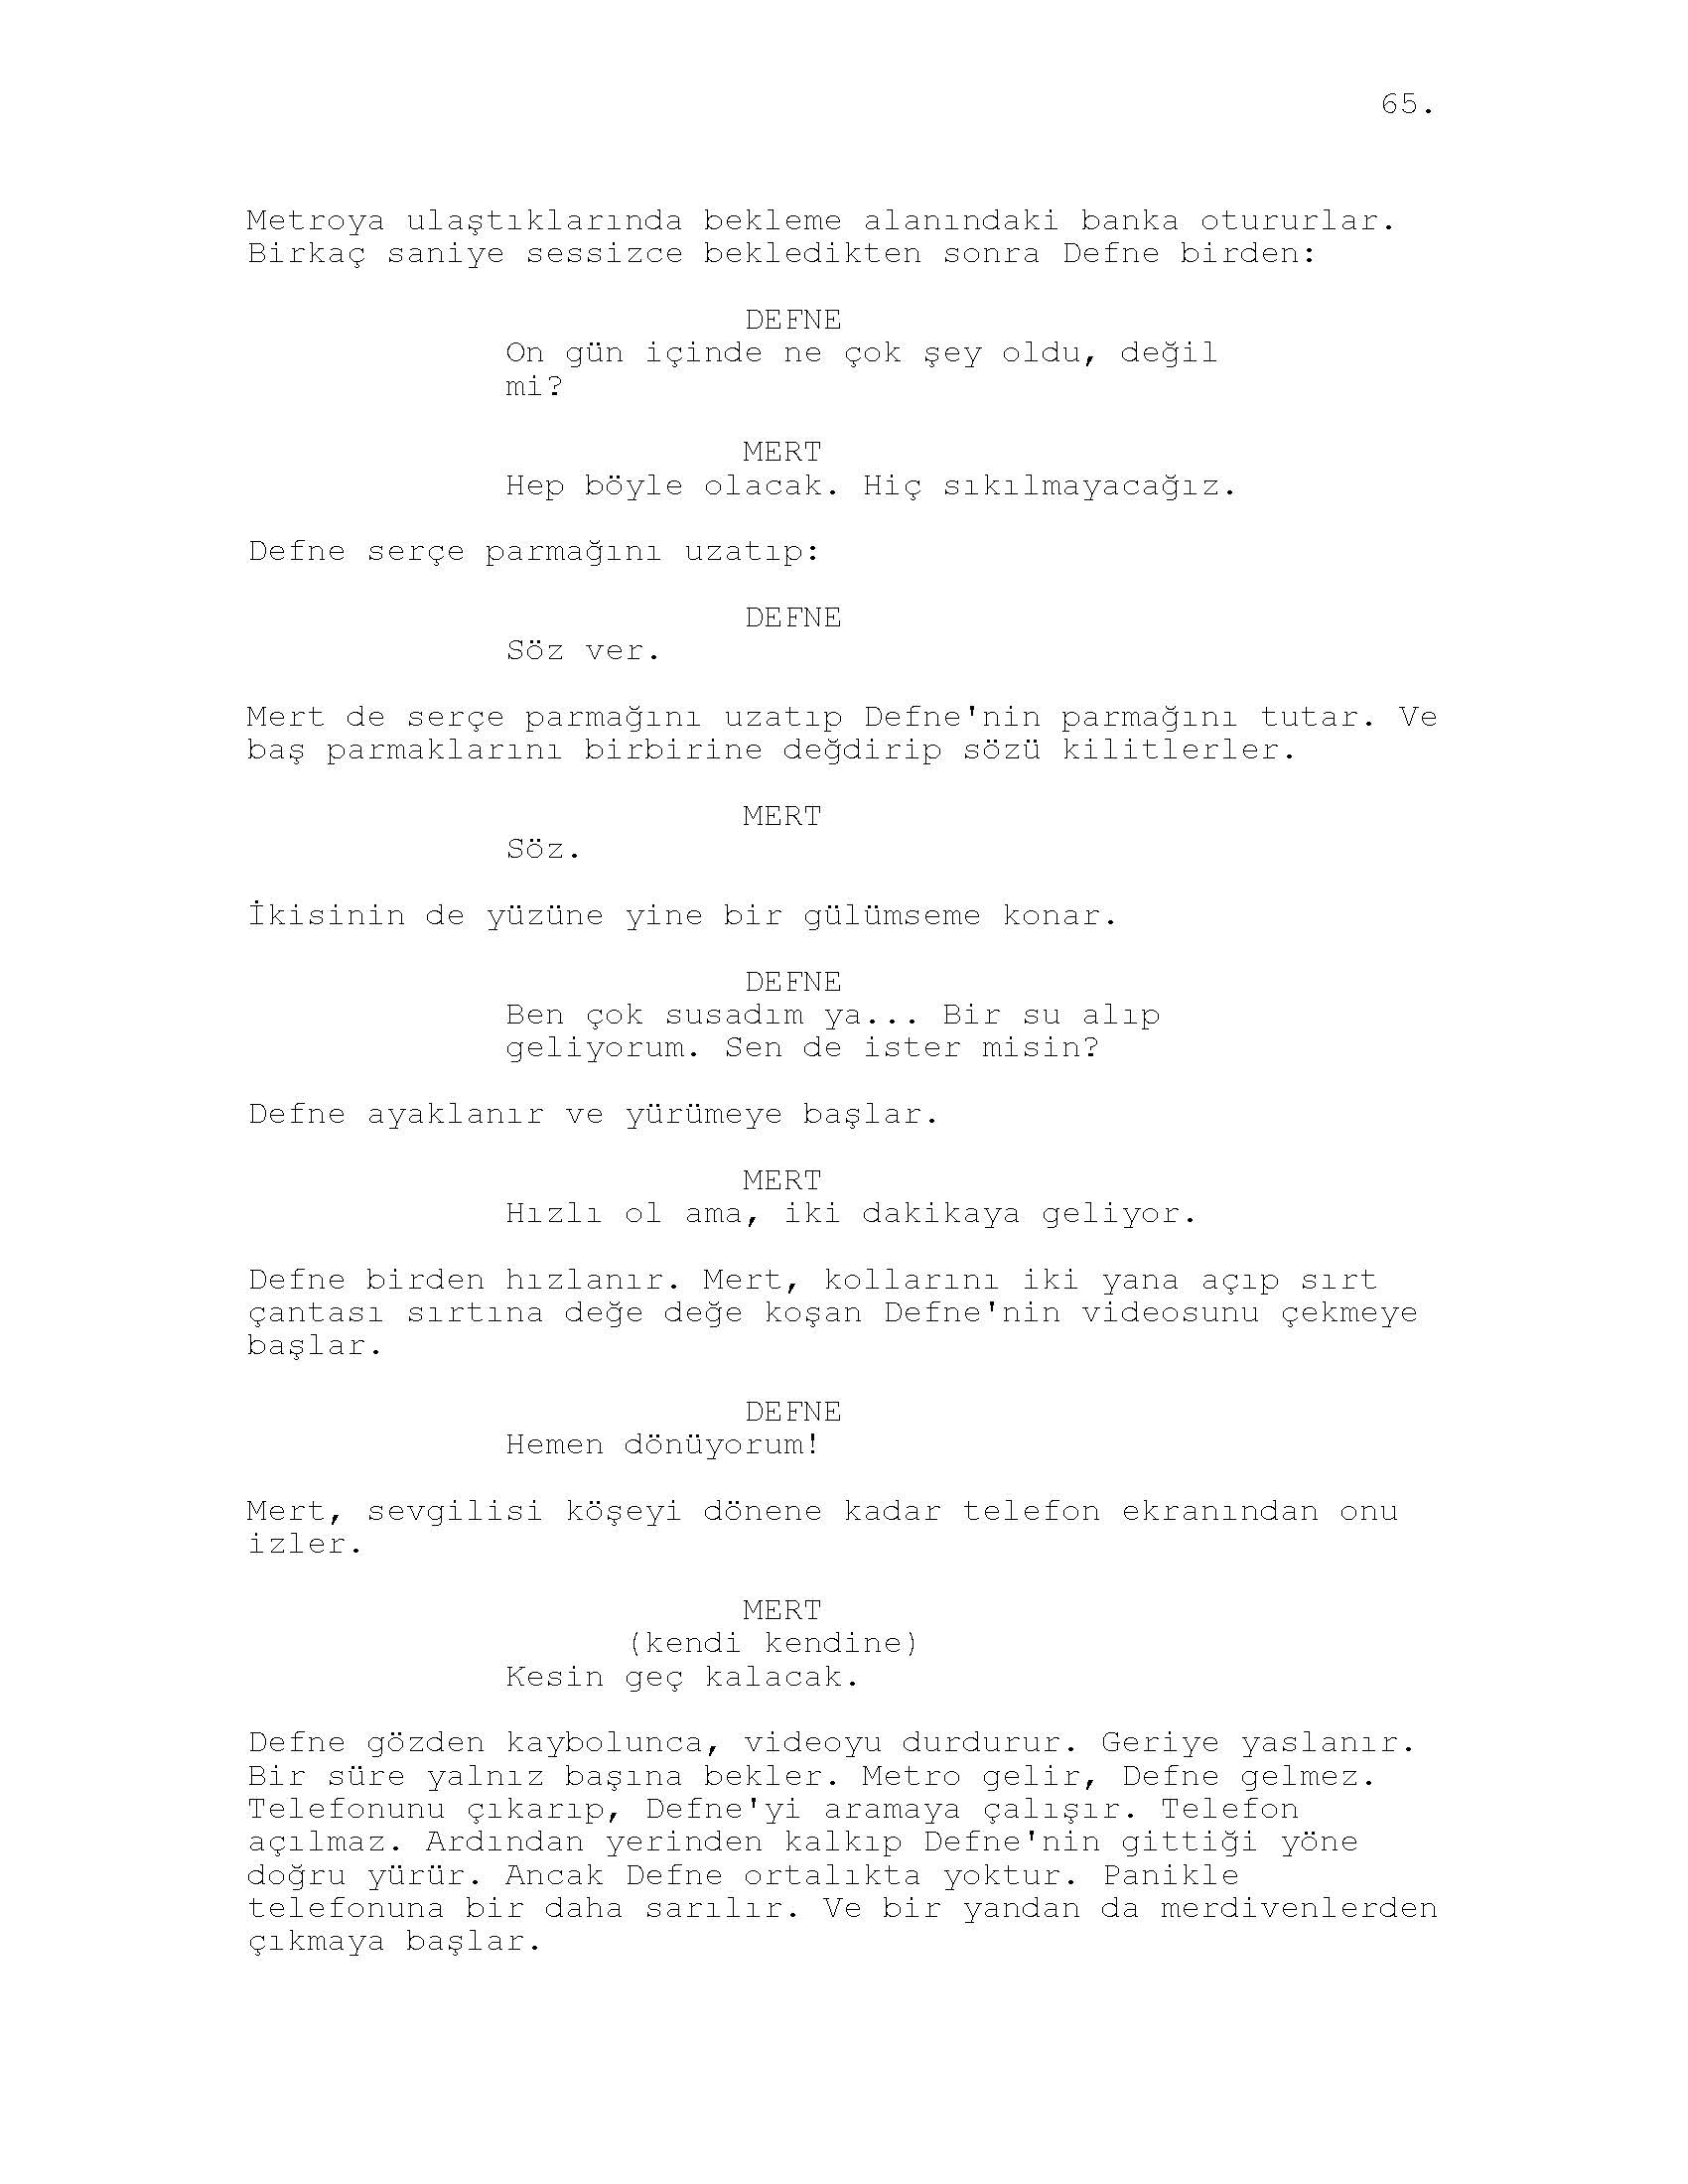 65.
Metroya ulaştıklarında bekleme alanındaki banka otururlar.
Birkaç saniye sessizce bekledikten sonra Defne birden:
DEFNE
On gün içinde ne çok şey oldu, değil
mi?
MERT
Hep böyle olacak. Hiç sıkılmayacağız.
Defne serçe parmağını uzatıp:
DEFNE
Söz ver.
Mert de serçe parmağını uzatıp Defne'nin parmağını tutar. Ve
baş parmaklarını birbirine değdirip sözü kilitlerler.
MERT
Söz.
İkisinin de yüzüne yine bir gülümseme konar.
DEFNE
Ben çok susadım ya... Bir su alıp
geliyorum. Sen de ister misin?
Defne ayaklanır ve yürümeye başlar.
MERT
Hızlı ol ama, iki dakikaya geliyor.
Defne birden hızlanır. Mert, kollarını iki yana açıp sırt
çantası sırtına değe değe koşan Defne'nin videosunu çekmeye
başlar.
DEFNE
Hemen dönüyorum!
Mert, sevgilisi köşeyi dönene kadar telefon ekranından onu
izler.
MERT
(kendi kendine)
Kesin geç kalacak.
Defne gözden kaybolunca, videoyu durdurur. Geriye yaslanır.
Bir süre yalnız başına bekler. Metro gelir, Defne gelmez.
Telefonunu çıkarıp, Defne'yi aramaya çalışır. Telefon
açılmaz. Ardından yerinden kalkıp Defne'nin gittiği yöne
doğru yürür. Ancak Defne ortalıkta yoktur. Panikle
telefonuna bir daha sarılır. Ve bir yandan da merdivenlerden
çıkmaya başlar.